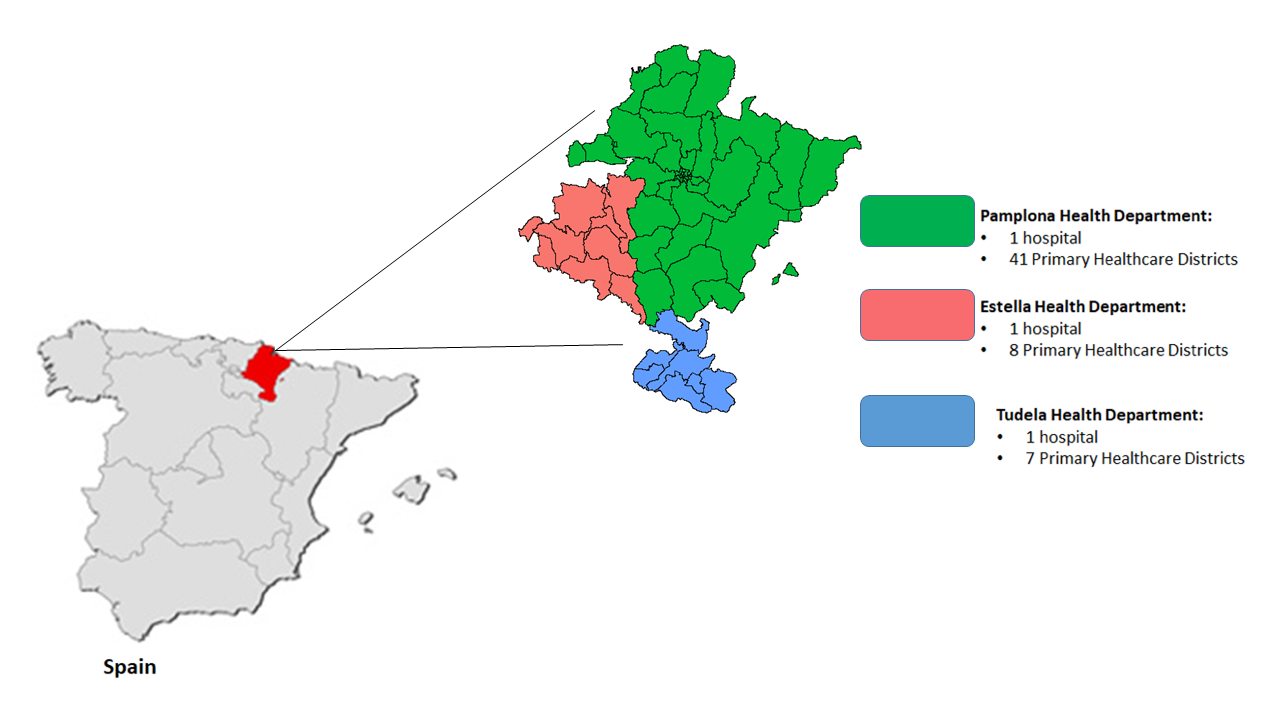 Pamplona Health Department:
• 1 hospital
• 41 Primary Healthcare Districts
Estella Health Department:
• 1 hospital
• 8 Primary Healthcare Districts
Tudela Health Department:
• 1 hospital
• 7 Primary Healthcare Districts
Spain